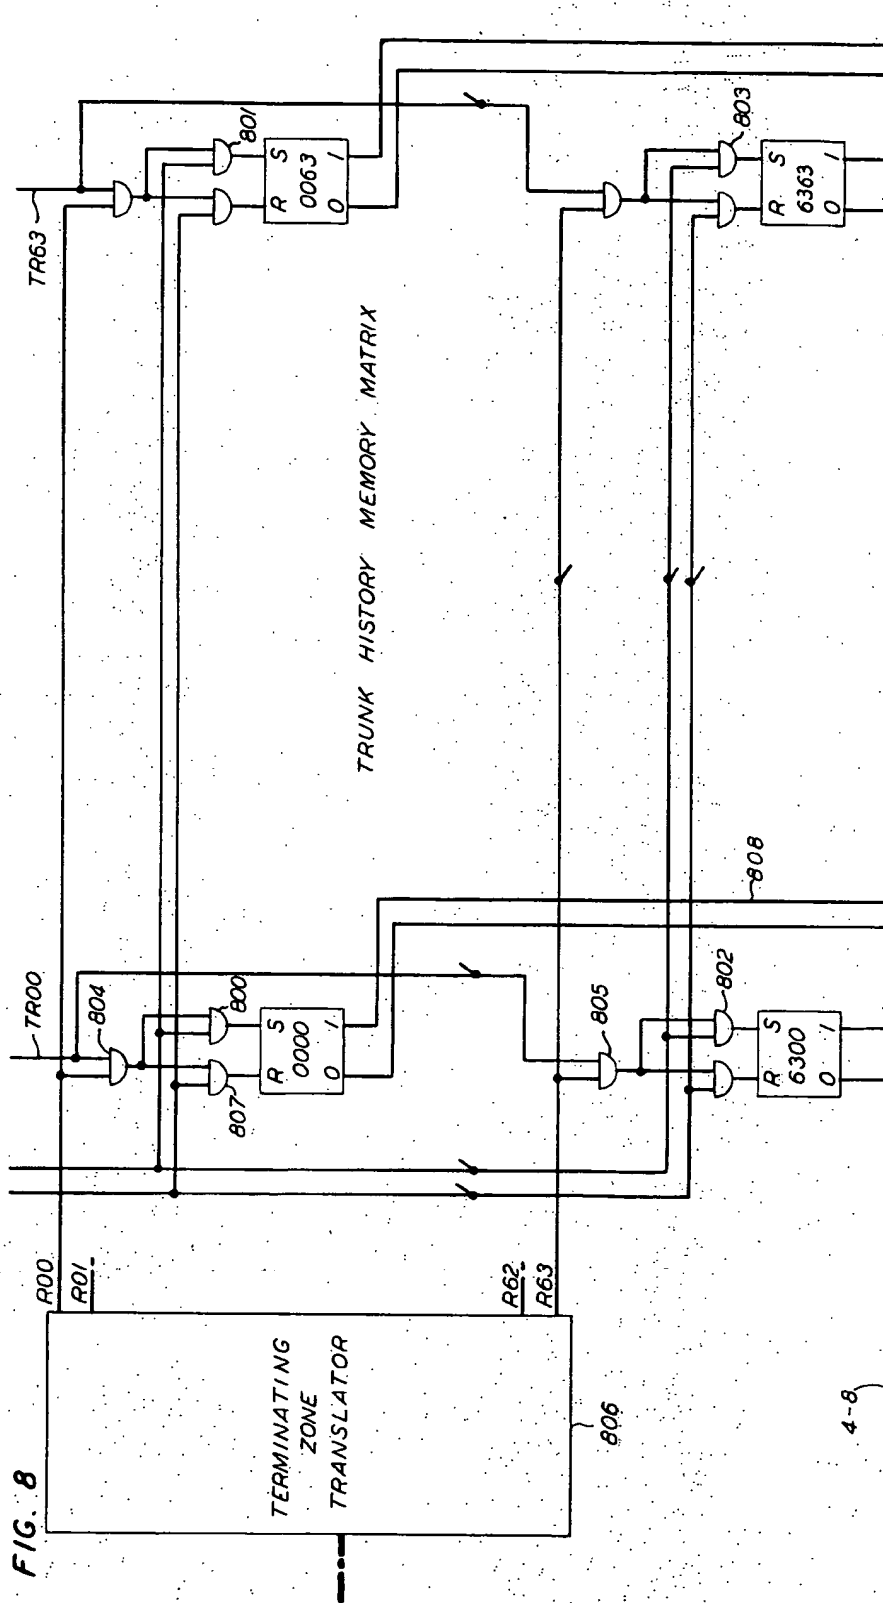 FIG. 8
TERMINATING
ZONE
TRANSLATOR
806
R00
R01
R62
R63
TR00
804
807
800
R S
0000
0 1
805
802
R S
6300
0 1
808
TRUNK HISTORY MEMORY MATRIX
TR63
801
R S
0063
0 1
803
R S
6363
0 1
4-8